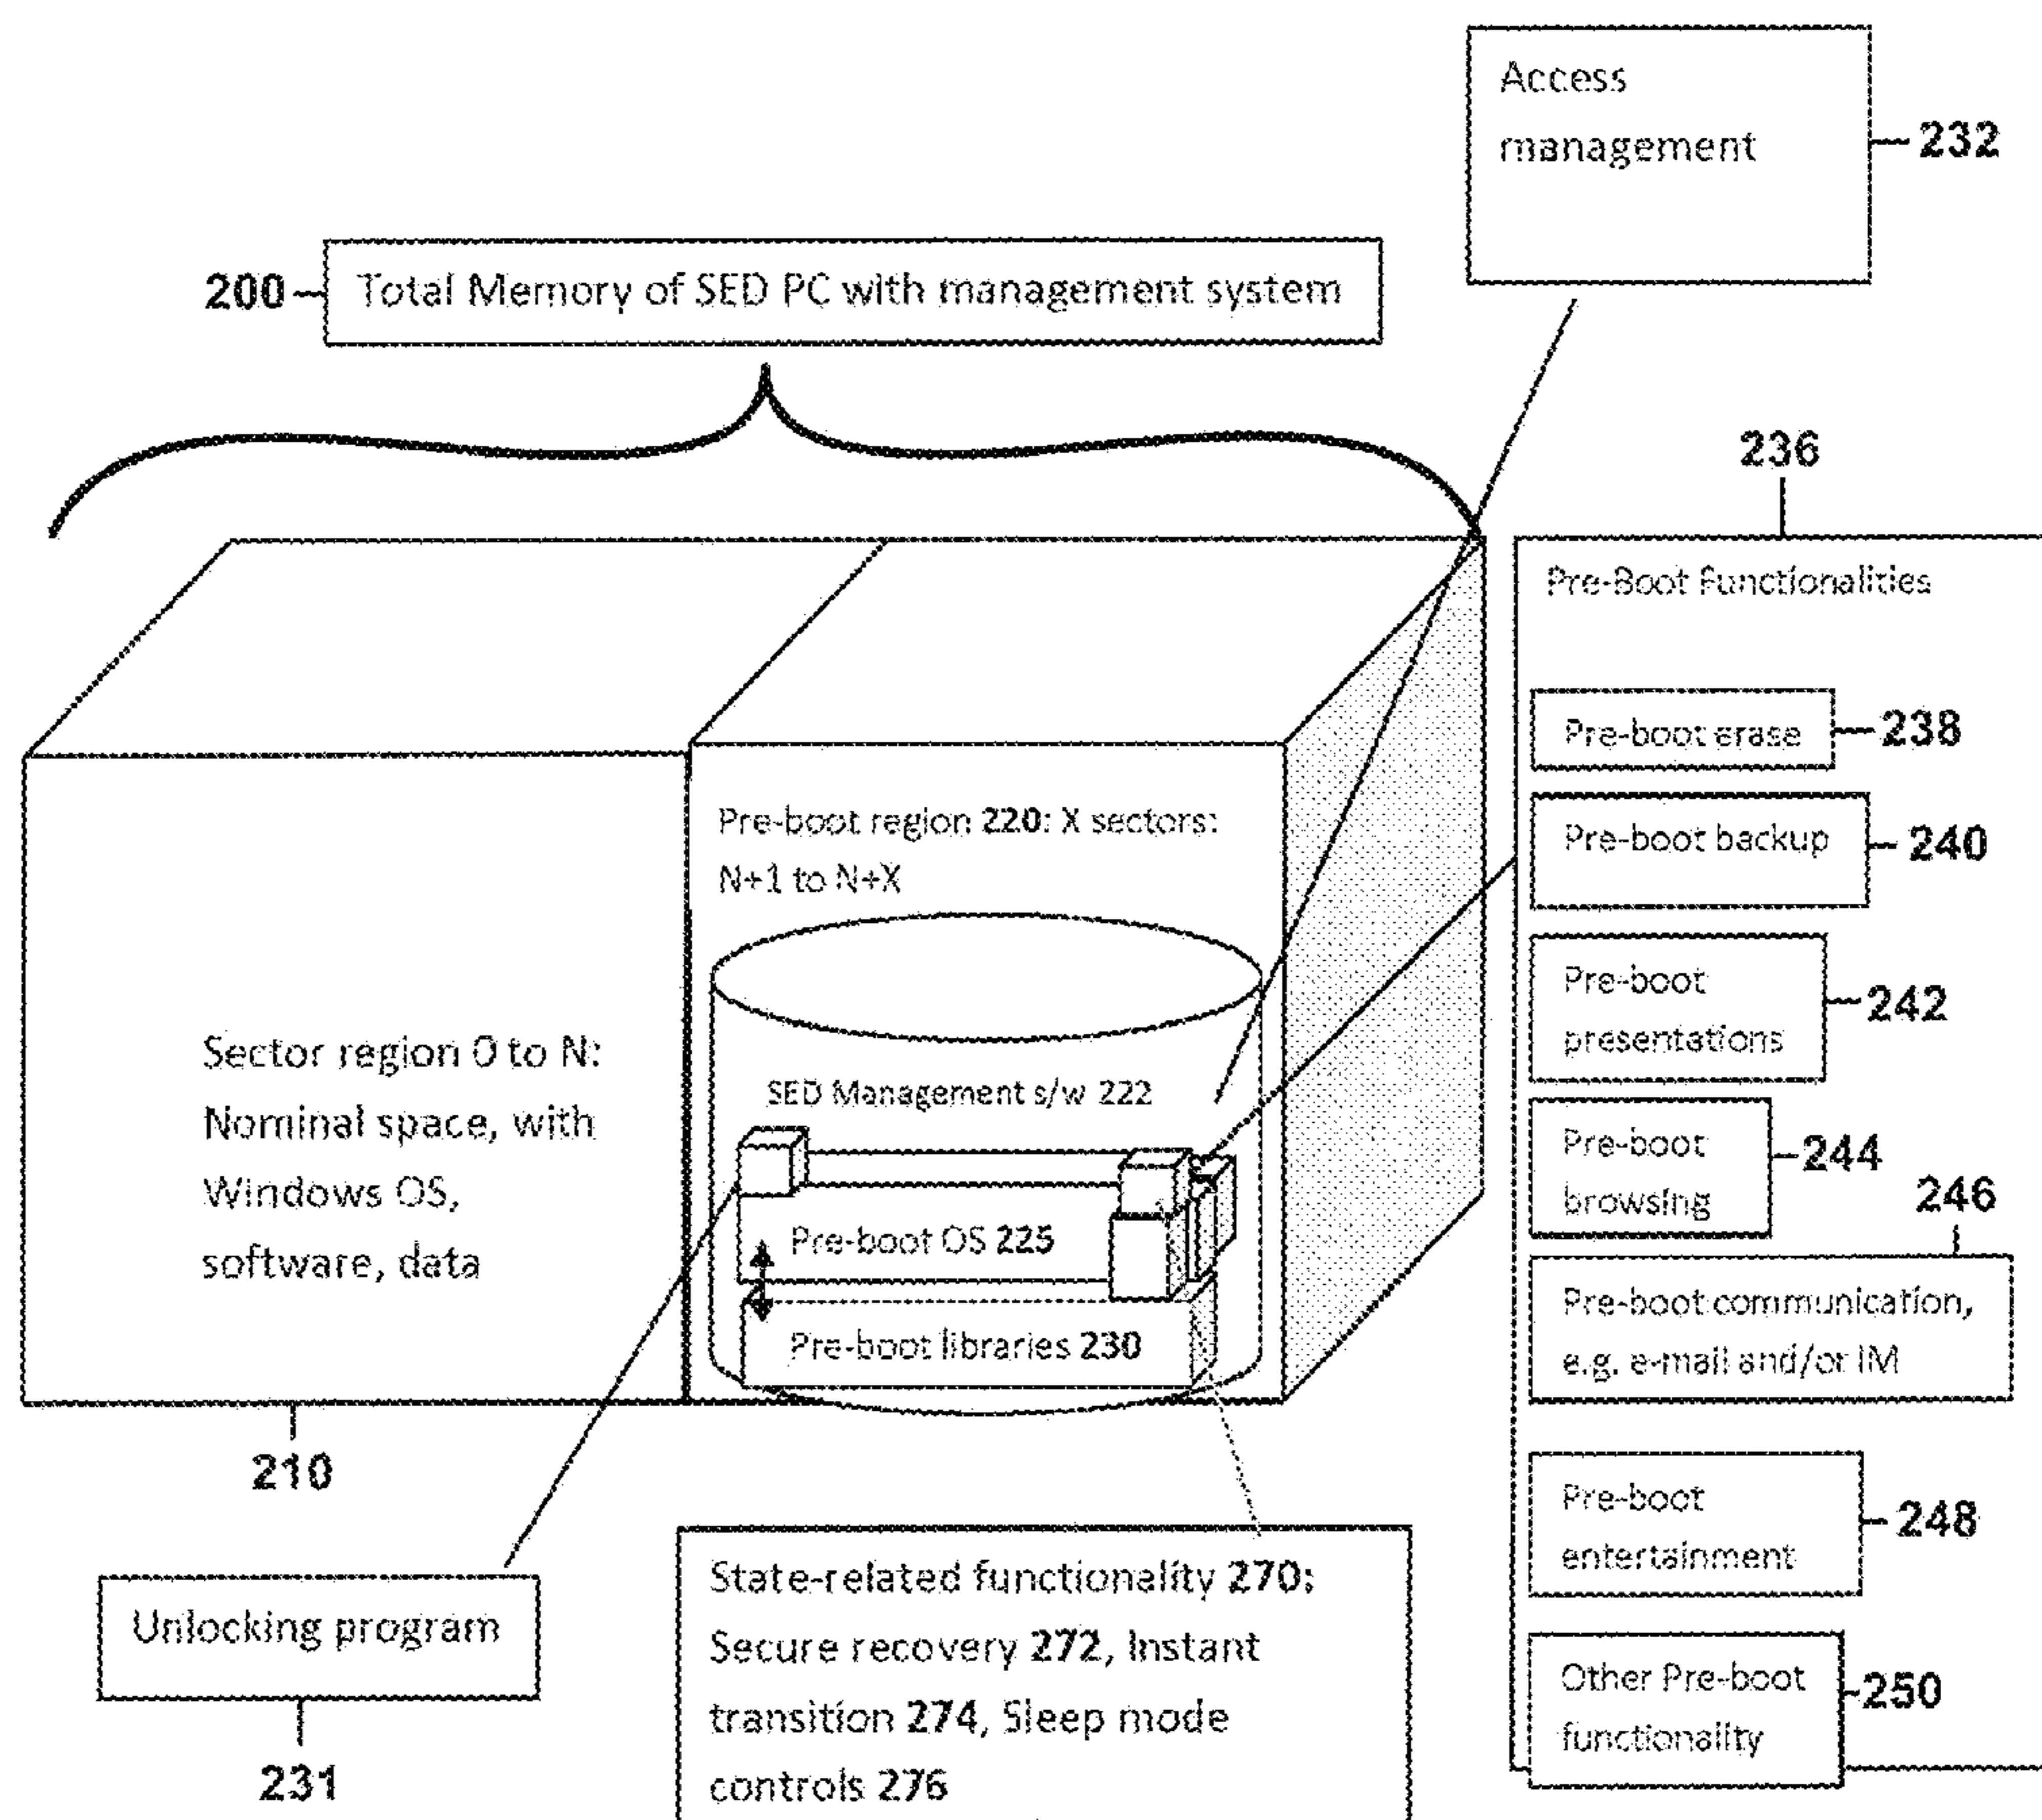 Access
management
232
200
Total Memory of SED PC with management system
236
Pre-Boot Functionalities
Pre-boot erase
238
Pre-boot backup
240
Pre-boot
presentations
242
Pre-boot
browsing
244
246
Pre-boot communication,
e.g. e-mail and/or IM
Pre-boot
entertainment
248
Other Pre-boot
functionality
250
Pre-boot region 220: X sectors:
N+1 to N+X
SED Management s/w 222
Pre-boot OS 225
Pre-boot libraries 230
Sector region 0 to N:
Nominal space, with
Windows OS,
software, data
210
Unlocking program
231
State-related functionality 270:
Secure recovery 272, Instant
transition 274, Sleep mode
controls 276